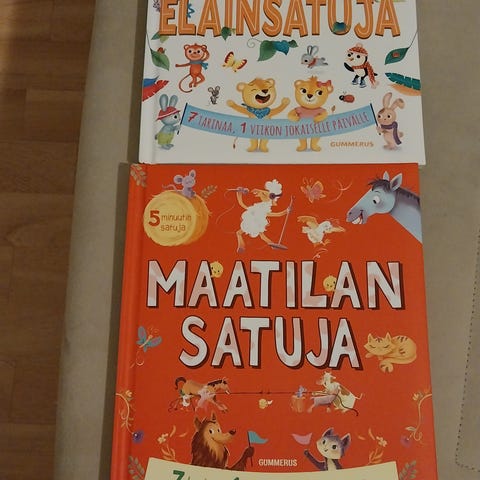 ELÄINSATUJA
7 TARINAA, 1 VIIKON JOKAISELLE PÄIVÄLLE
GUMMERUS
5 minuutin
satuja
MAATILAN
SATUJA
GUMMERUS